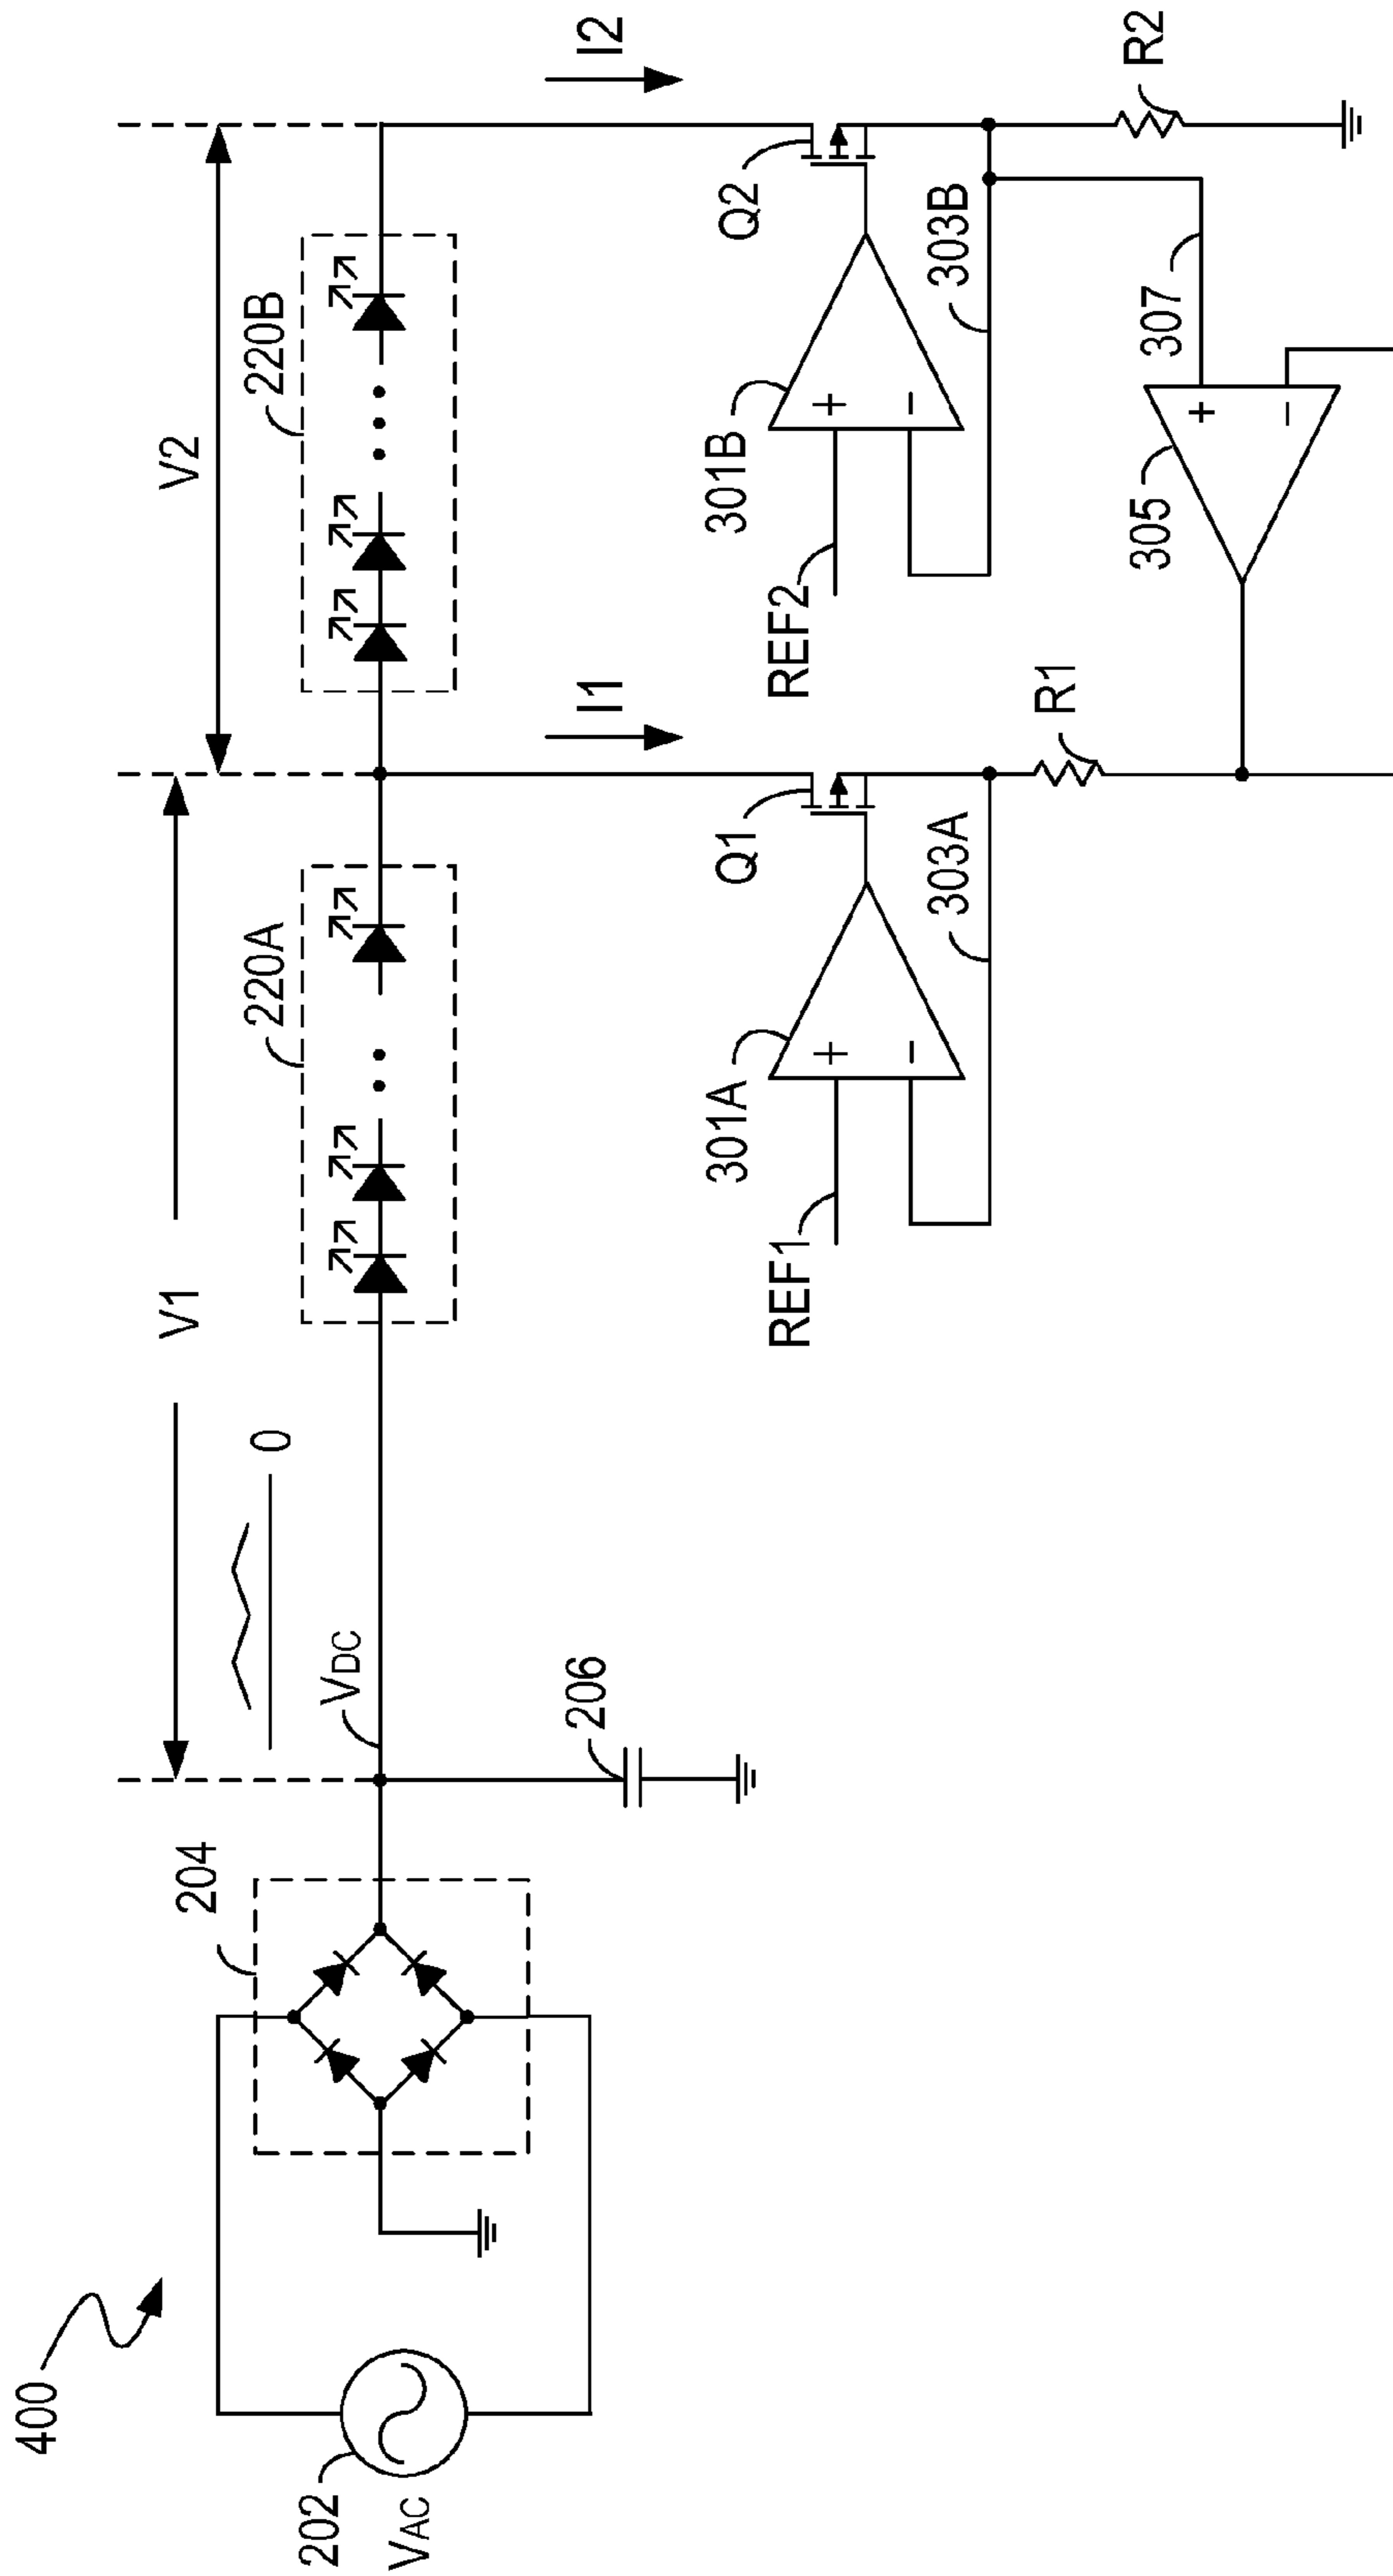 400
202
VAC
204
VDC
0
206
V1
V2
220A
220B
I1
I2
Q1
Q2
301A
301B
+
-
+
-
REF1
REF2
303A
303B
R1
R2
305
307
+
-